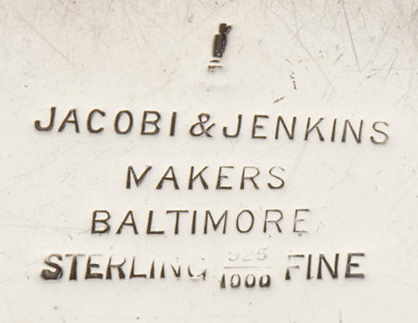 JACOBI & JENKINS
MAKERS
BALTIMORE
STERLING 925/1000 FINE